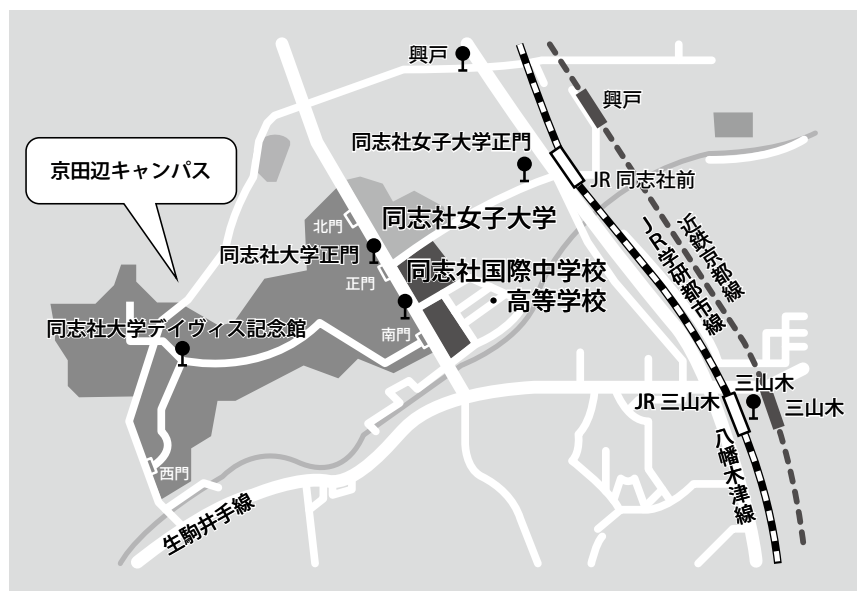 興戸
興戸
同志社女子大学正門
京田辺キャンパス
JR 同志社前
北門
同志社女子大学
同志社大学正門
近鉄京都線
JR学研都市線
正門
同志社国際中学校
・高等学校
同志社大学デイヴィス記念館
南門
三山木
JR 三山木
三山木
八幡木津線
西門
生駒井手線